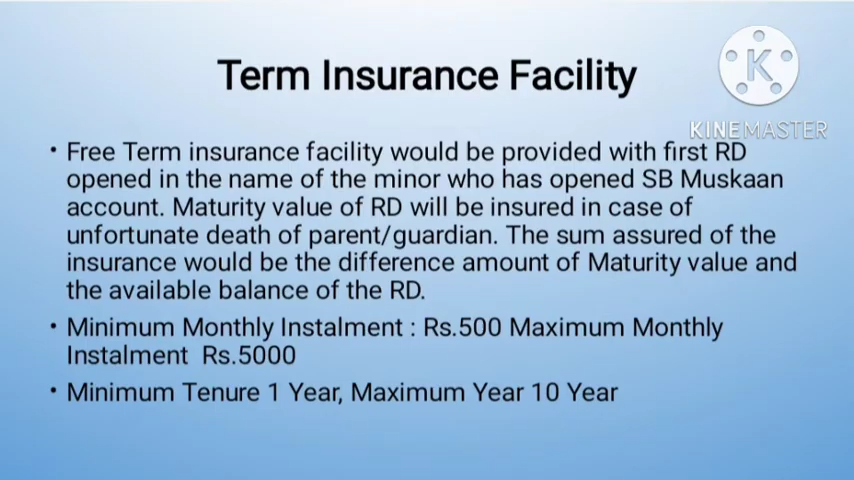 Term Insurance Facility
K
KINEMASTER
• Free Term insurance facility would be provided with first RD
opened in the name of the minor who has opened SB Muskaan
account. Maturity value of RD will be insured in case of
unfortunate death of parent/guardian. The sum assured of the
insurance would be the difference amount of Maturity value and
the available balance of the RD.
• Minimum Monthly Instalment : Rs.500 Maximum Monthly
Instalment Rs.5000
• Minimum Tenure 1 Year, Maximum Year 10 Year